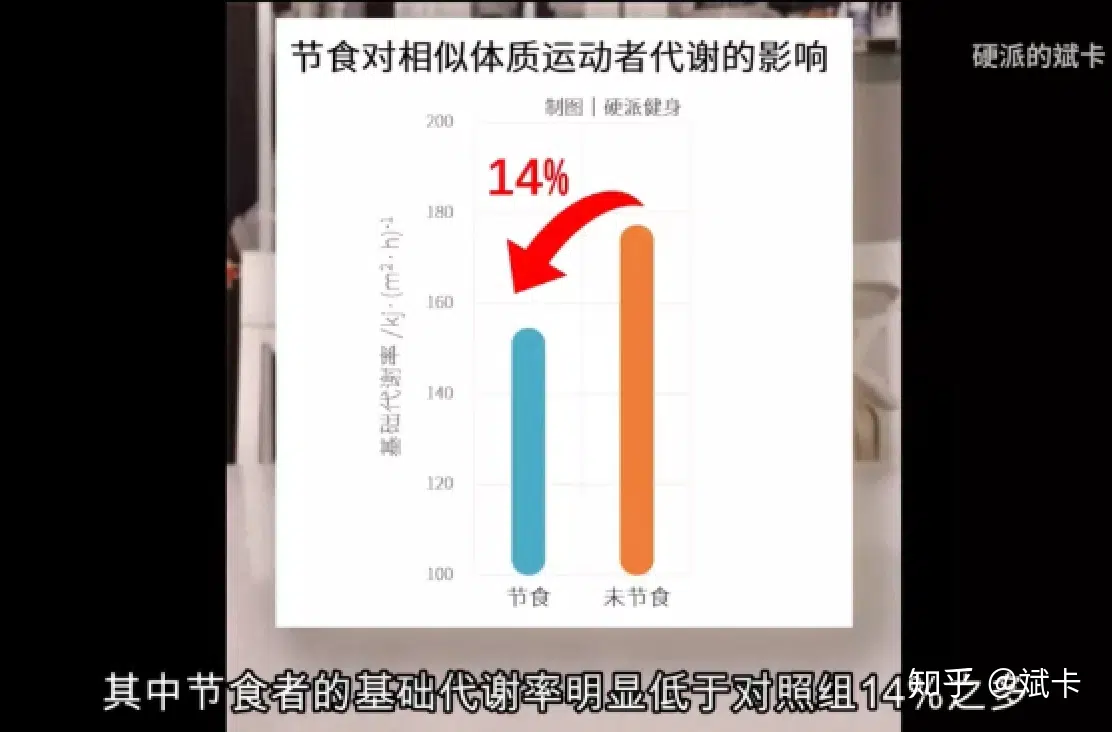 节食对相似体质运动者代谢的影响
硬派的斌卡
制图｜硬派健身
200
14%
180
160
140
120
100
基础代谢率 /kj·(m²·h)⁻¹
节食
未节食
其中节食者的基础代谢率明显低于对照组14%之多
知乎 @斌卡